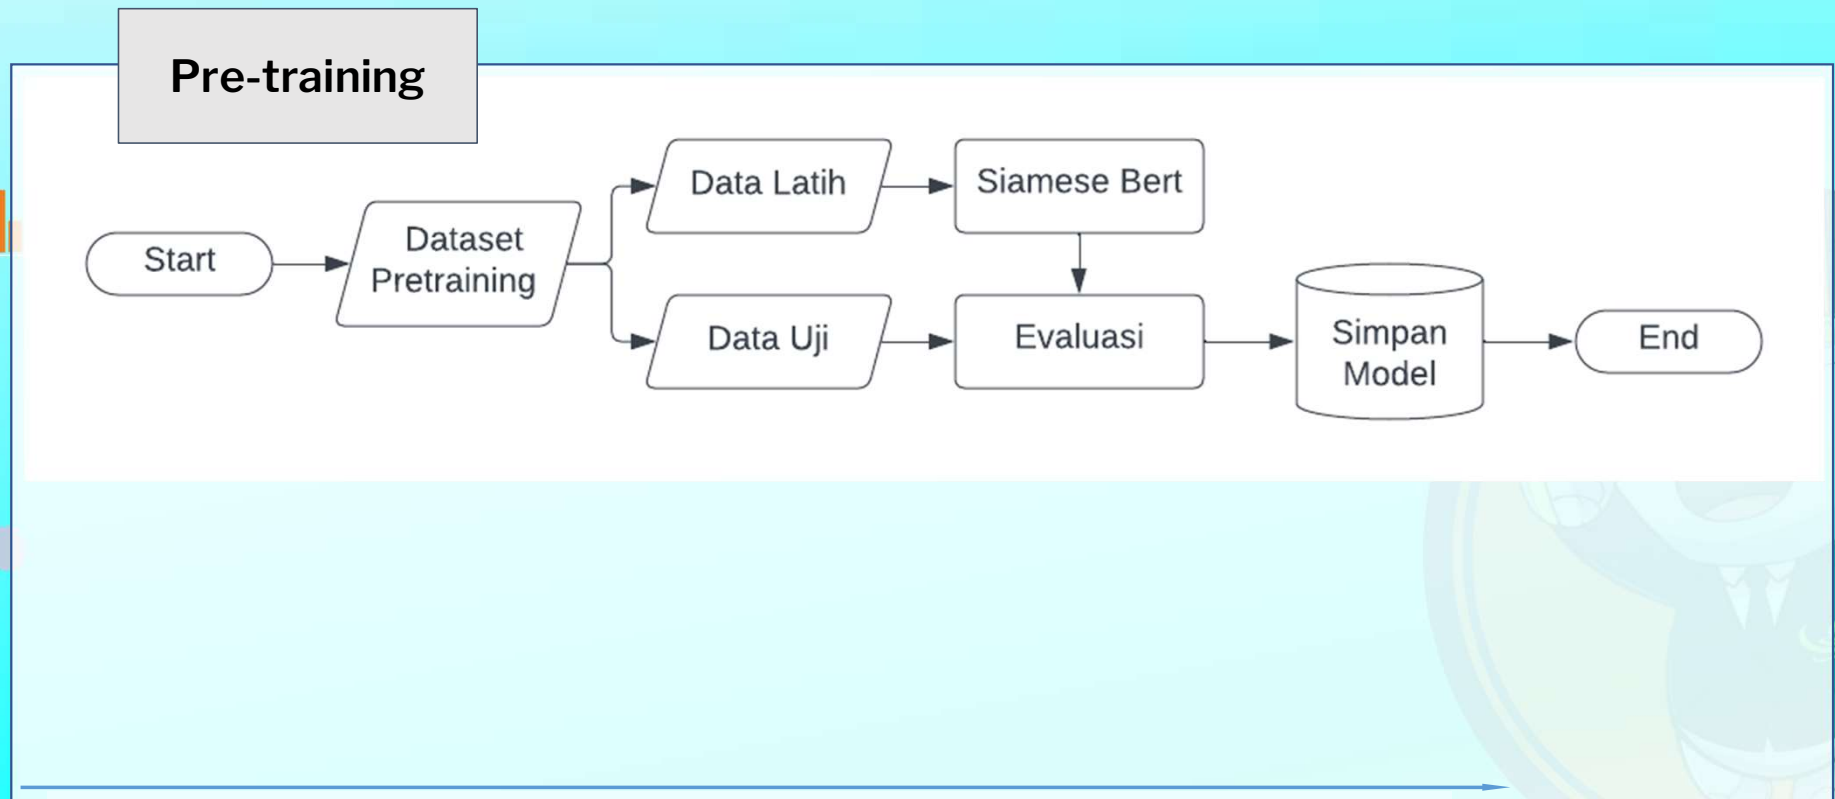 Pre-training
Start
Dataset
Pretraining
Data Latih
Siamese Bert
Data Uji
Evaluasi
Simpan
Model
End